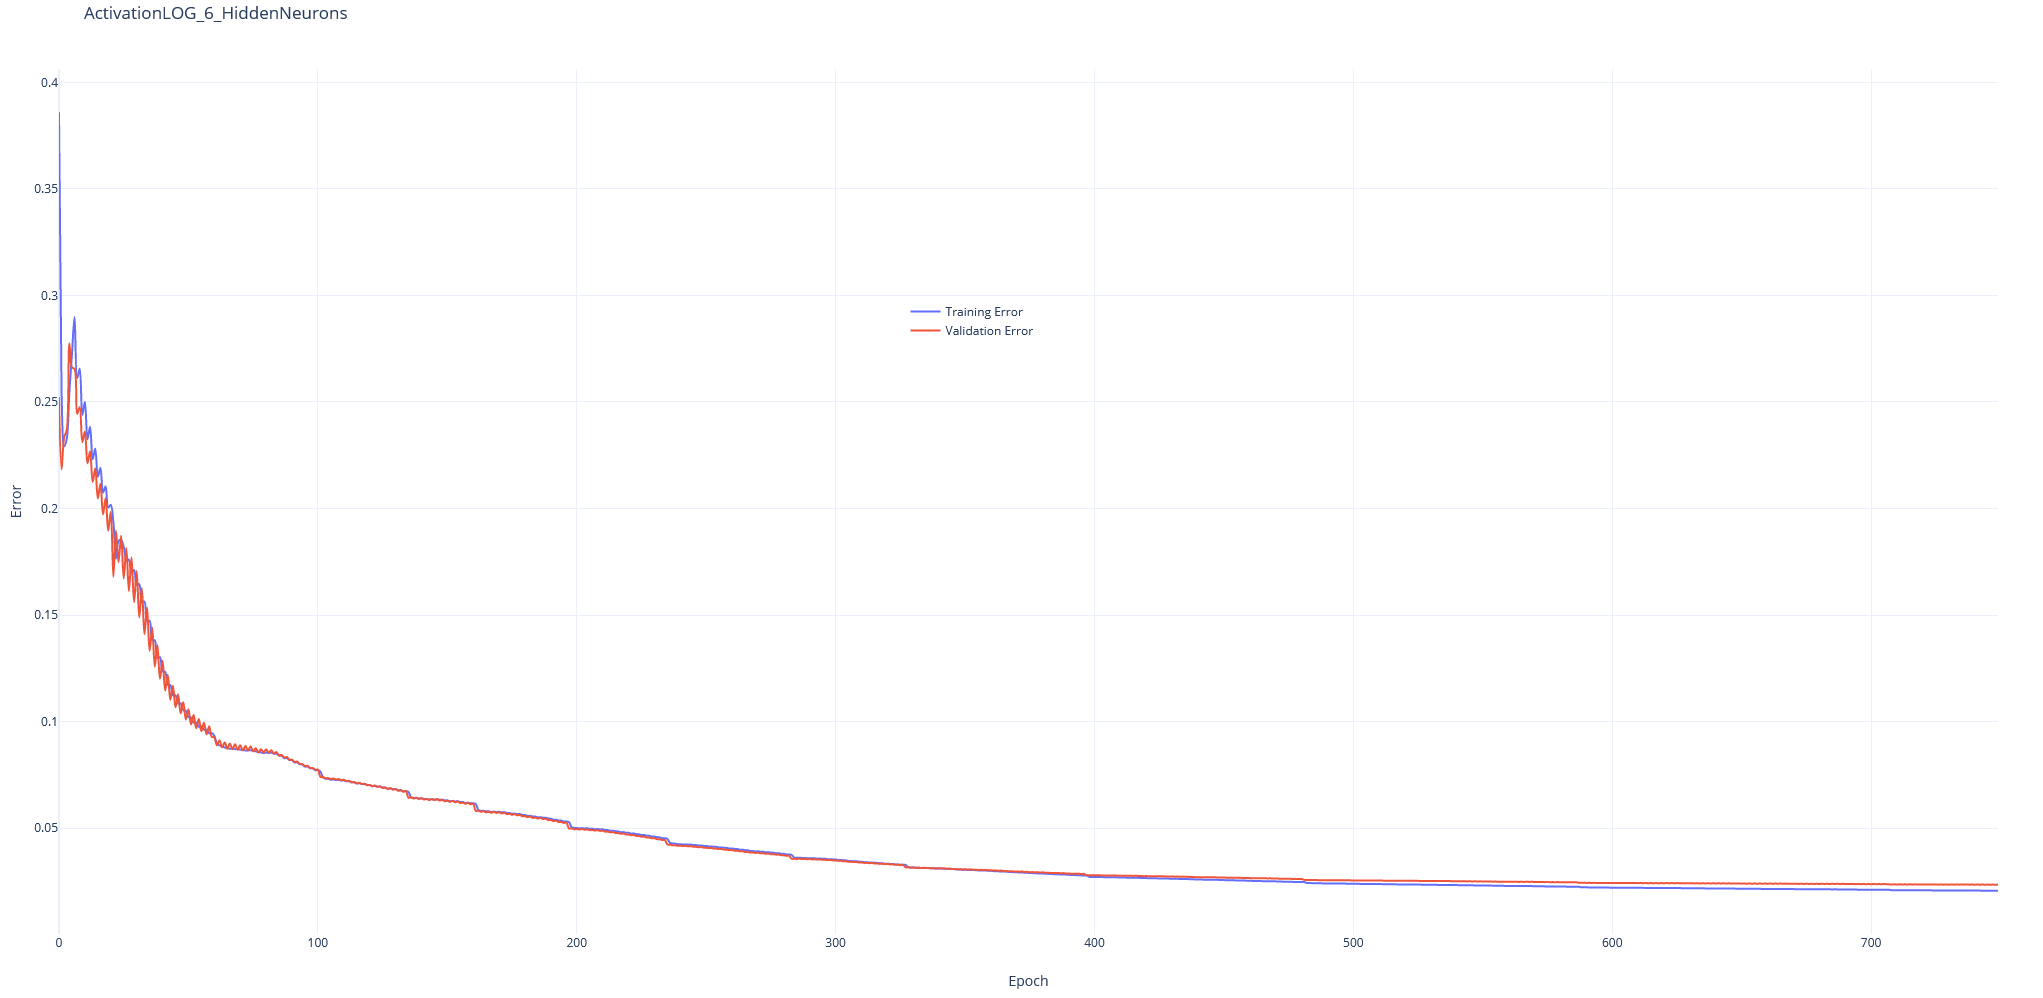 ActivationLOG_6_HiddenNeurons
0.4
0.35
0.3
0.25
0.2
0.15
0.1
0.05
Error
Training Error
Validation Error
0 100 200 300 400 500 600 700
Epoch